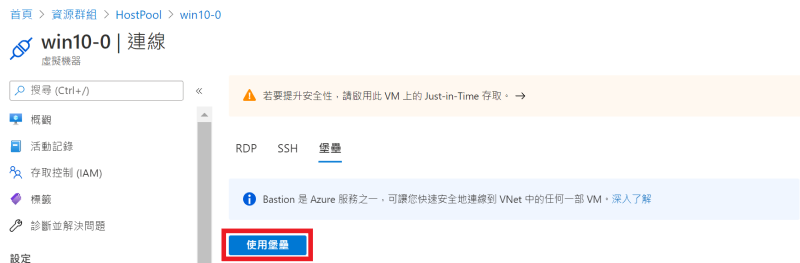 首頁 > 資源群組 > HostPool > win10-0
win10-0 | 連線
虛擬機器
搜尋 (Ctrl+/)
«
概觀
活動記錄
存取控制 (IAM)
標籤
診斷並解決問題
設定
若要提升安全性，請啟用此 VM 上的 Just-in-Time 存取。 →
RDP SSH 堡壘
Bastion 是 Azure 服務之一，可讓您快速安全地連線到 VNet 中的任何一部 VM。深入了解
使用堡壘